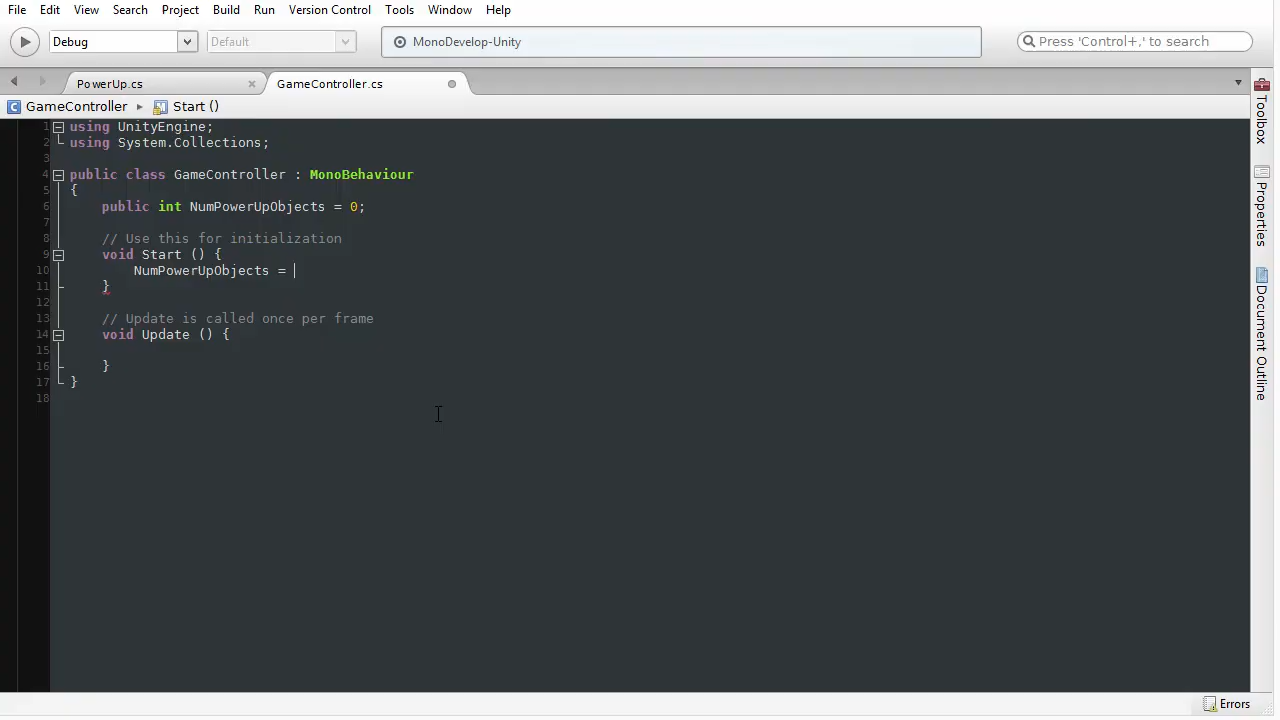 File Edit View Search Project Build Run Version Control Tools Window Help
Debug Default MonoDevelop-Unity Press 'Control+,' to search
PowerUp.cs GameController.cs
GameController Start ()
1 using UnityEngine;
2 using System.Collections;
3
4 public class GameController : MonoBehaviour
5 {
6 public int NumPowerUpObjects = 0;
7
8 // Use this for initialization
9 void Start () {
10 NumPowerUpObjects =
11 }
12
13 // Update is called once per frame
14 void Update () {
15
16 }
17 }
18
Toolbox
Properties
Document Outline
Errors